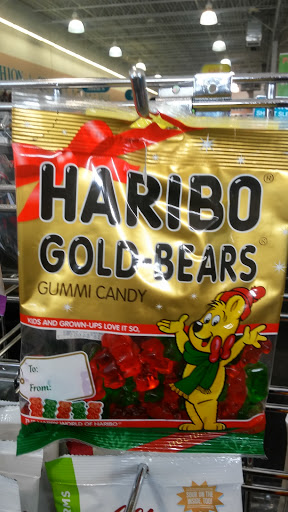 HARIBO
GOLD-BEARS
GUMMI CANDY
KIDS AND GROWN-UPS LOVE IT SO,
To:
From:
THE HAPPY WORLD OF HARIBO